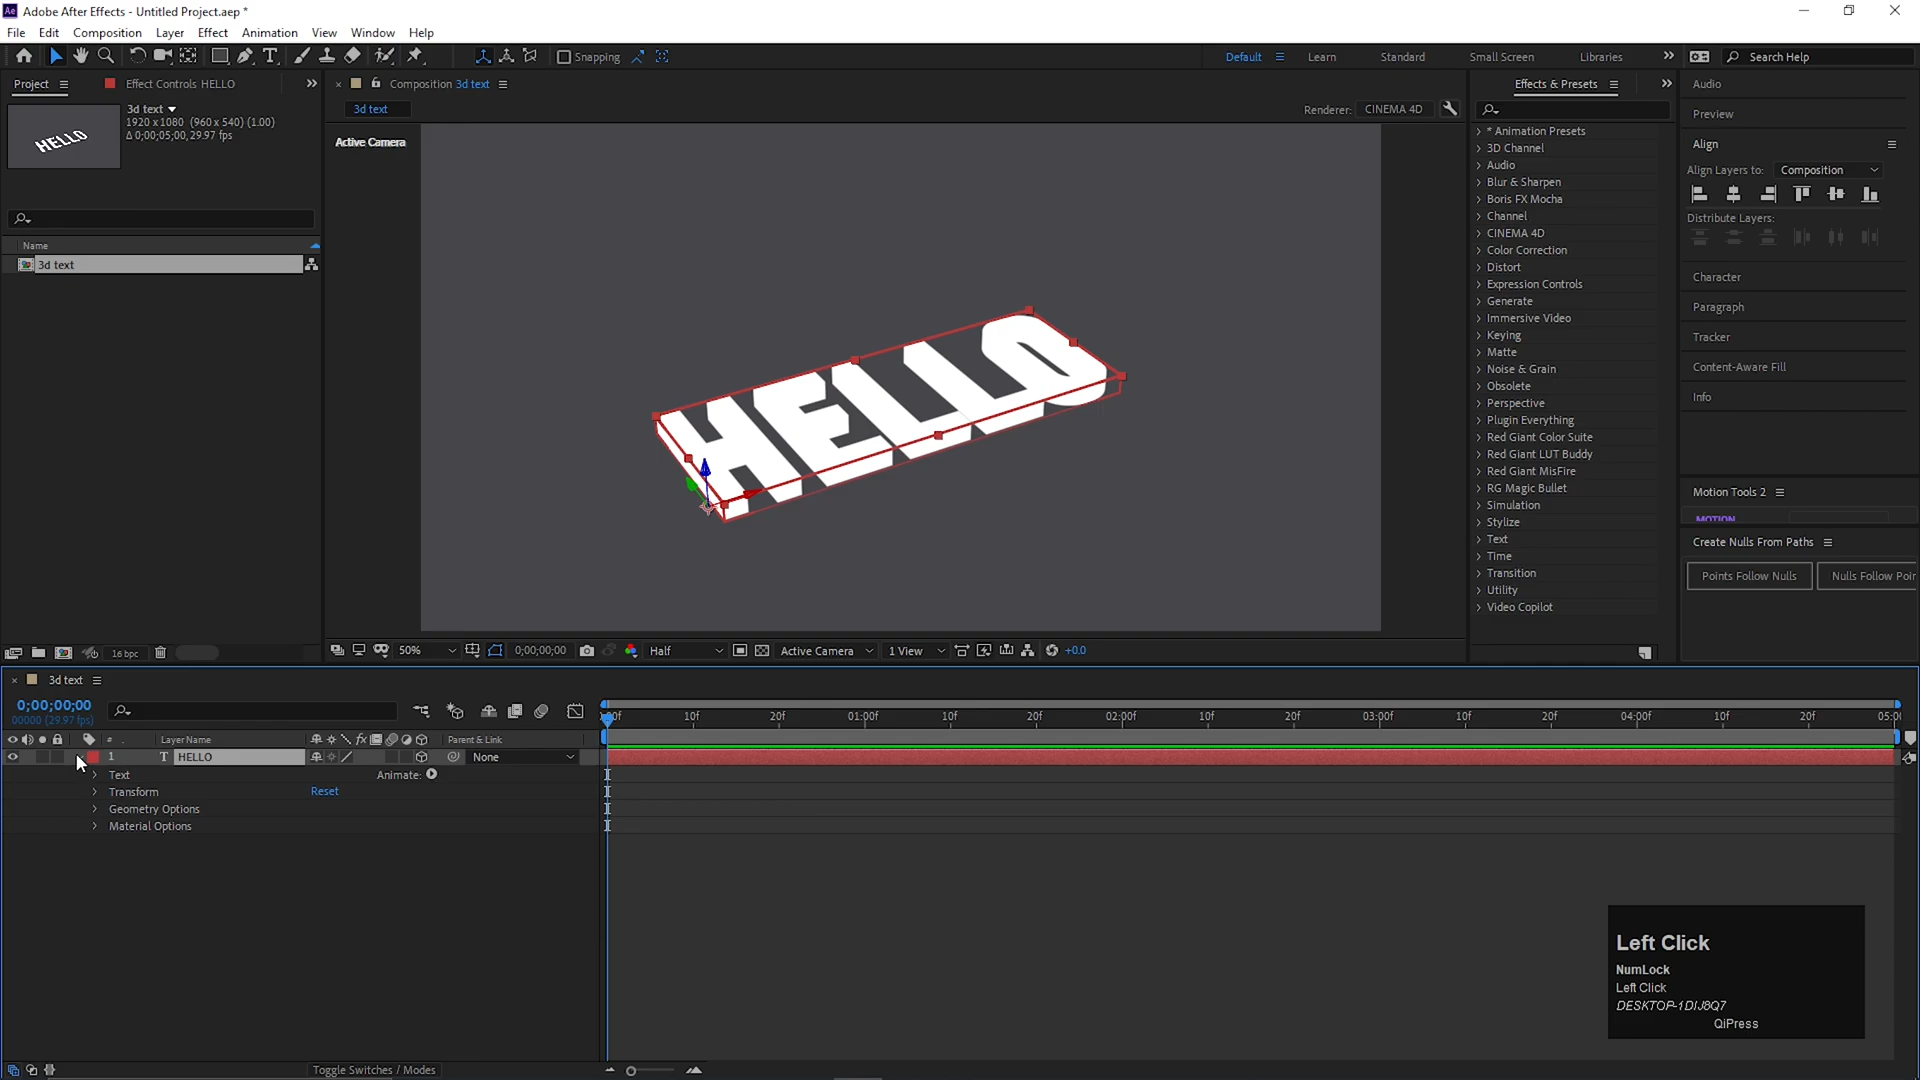 Ae Adobe After Effects - Untitled Project.aep *
File Edit Composition Layer Effect Animation View Window Help
Snapping
Default Learn Standard Small Screen Libraries Search Help
Project Effect Controls HELLO
Composition 3d text
Effects & Presets
Audio
3d text
1920 x 1080 (960 x 540) (1.00)
Δ 0;00;05;00, 29.97 fps
HELLO
3d text
Renderer: CINEMA 4D
Active Camera
Preview
Align
Align Layers to: Composition
Distribute Layers:
Character
Paragraph
Tracker
Content-Aware Fill
Info
Motion Tools 2
MOTION
Create Nulls From Paths
Points Follow Nulls Nulls Follow Poin
* Animation Presets
3D Channel
Audio
Blur & Sharpen
Boris FX Mocha
Channel
CINEMA 4D
Color Correction
Distort
Expression Controls
Generate
Immersive Video
Keying
Matte
Noise & Grain
Obsolete
Perspective
Plugin Everything
Red Giant Color Suite
Red Giant LUT Buddy
Red Giant MisFire
RG Magic Bullet
Simulation
Stylize
Text
Time
Transition
Utility
Video Copilot
Name
3d text
HELLO
16 bpc
50% 0;00;00;00 Half Active Camera 1 View +0.0
3d text
0;00;00;00
00000 (29.97 fps)
:00f 10f 20f 01:00f 10f 20f 02:00f 10f 20f 03:00f 10f 20f 04:00f 10f 20f 05:0
# Layer Name Parent & Link
1 T HELLO None
Text Animate:
Transform Reset
Geometry Options
Material Options
Toggle Switches / Modes
Left Click
NumLock
Left Click
DESKTOP-1DIJ8Q7
QiPress